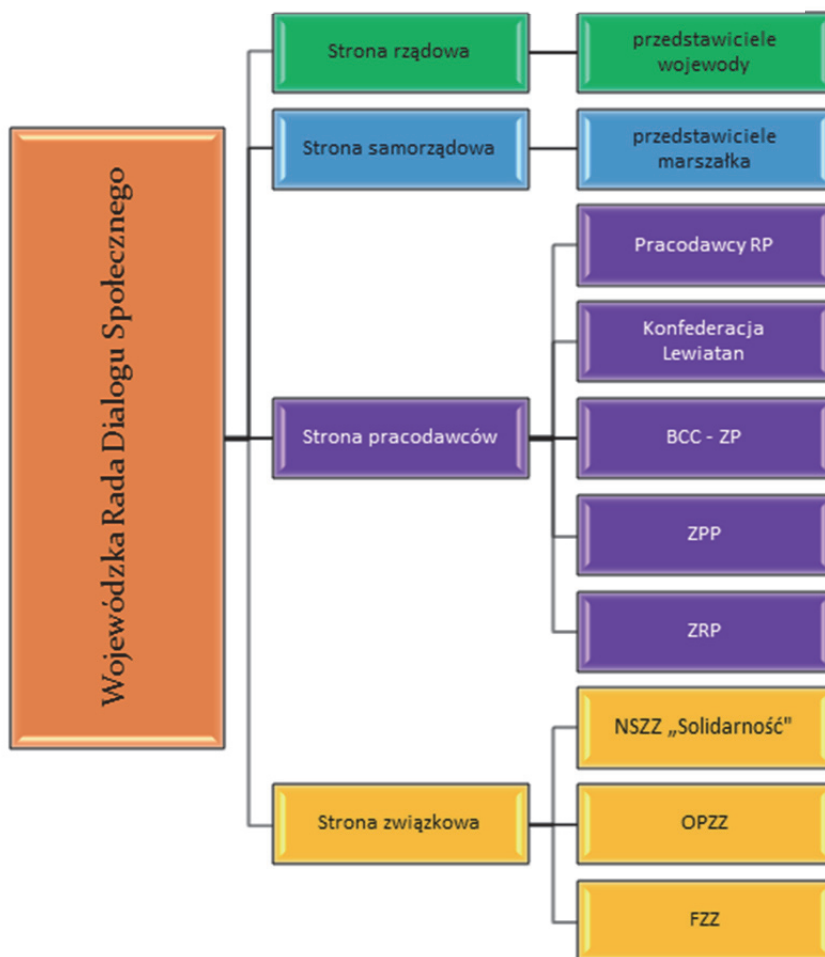 Wojewódzka Rada Dialogu Społecznego
Strona rządowa
przedstawiciele
wojewody
Strona samorządowa
przedstawiciele
marszałka
Strona pracodawców
Pracodawcy RP
Konfederacja
Lewiatan
BCC - ZP
ZPP
ZRP
Strona związkowa
NSZZ „Solidarność"
OPZZ
FZZ